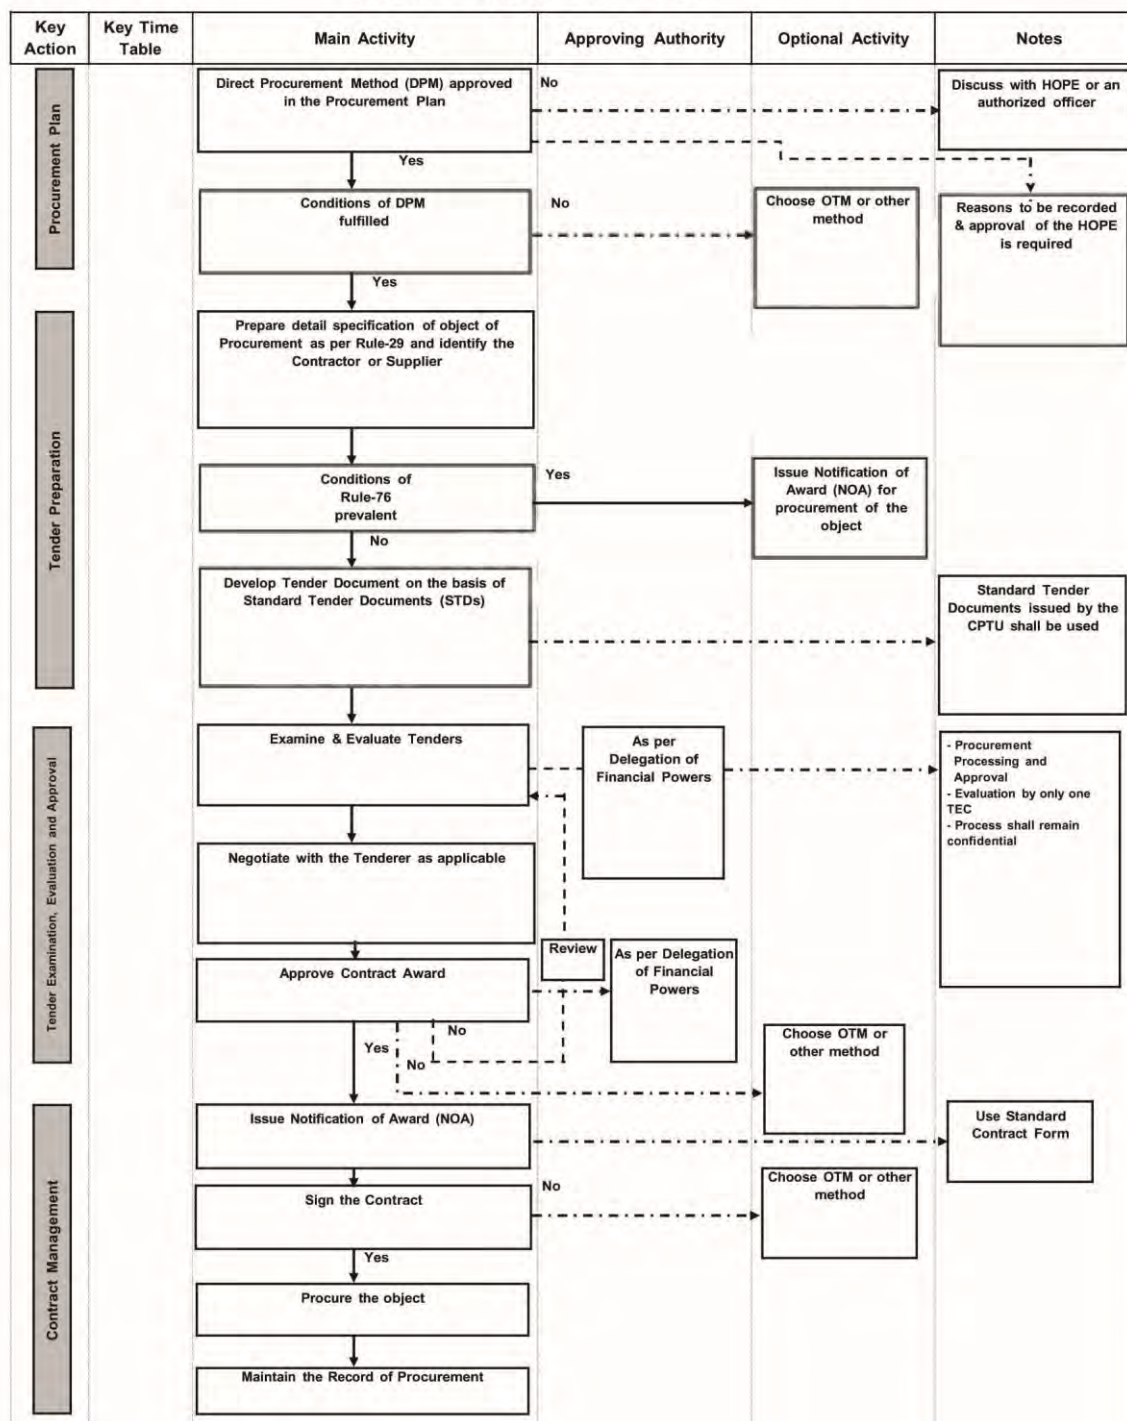 Key
Action
Key Time
Table
Main Activity
Approving Authority
Optional Activity
Notes
Procurement Plan
Direct Procurement Method (DPM) approved
in the Procurement Plan
No
Discuss with HOPE or an
authorized officer
Yes
Conditions of DPM
fulfilled
No
Choose OTM or other
method
Reasons to be recorded
& approval of the HOPE
is required
Yes
Tender Preparation
Prepare detail specification of object of
Procurement as per Rule-29 and identify the
Contractor or Supplier
Conditions of
Rule-76
prevalent
Yes
Issue Notification of
Award (NOA) for
procurement of the
object
No
Develop Tender Document on the basis of
Standard Tender Documents (STDs)
Standard Tender
Documents issued by the
CPTU shall be used
Tender Examination, Evaluation and Approval
Examine & Evaluate Tenders
As per
Delegation of
Financial Powers
- Procurement
Processing and
Approval
- Evaluation by only one
TEC
- Process shall remain
confidential
Negotiate with the Tenderer as applicable
Review
As per Delegation
of Financial
Powers
Approve Contract Award
No
Yes
No
Choose OTM or
other method
Contract Management
Issue Notification of Award (NOA)
Use Standard
Contract Form
Sign the Contract
No
Choose OTM or other
method
Yes
Procure the object
Maintain the Record of Procurement